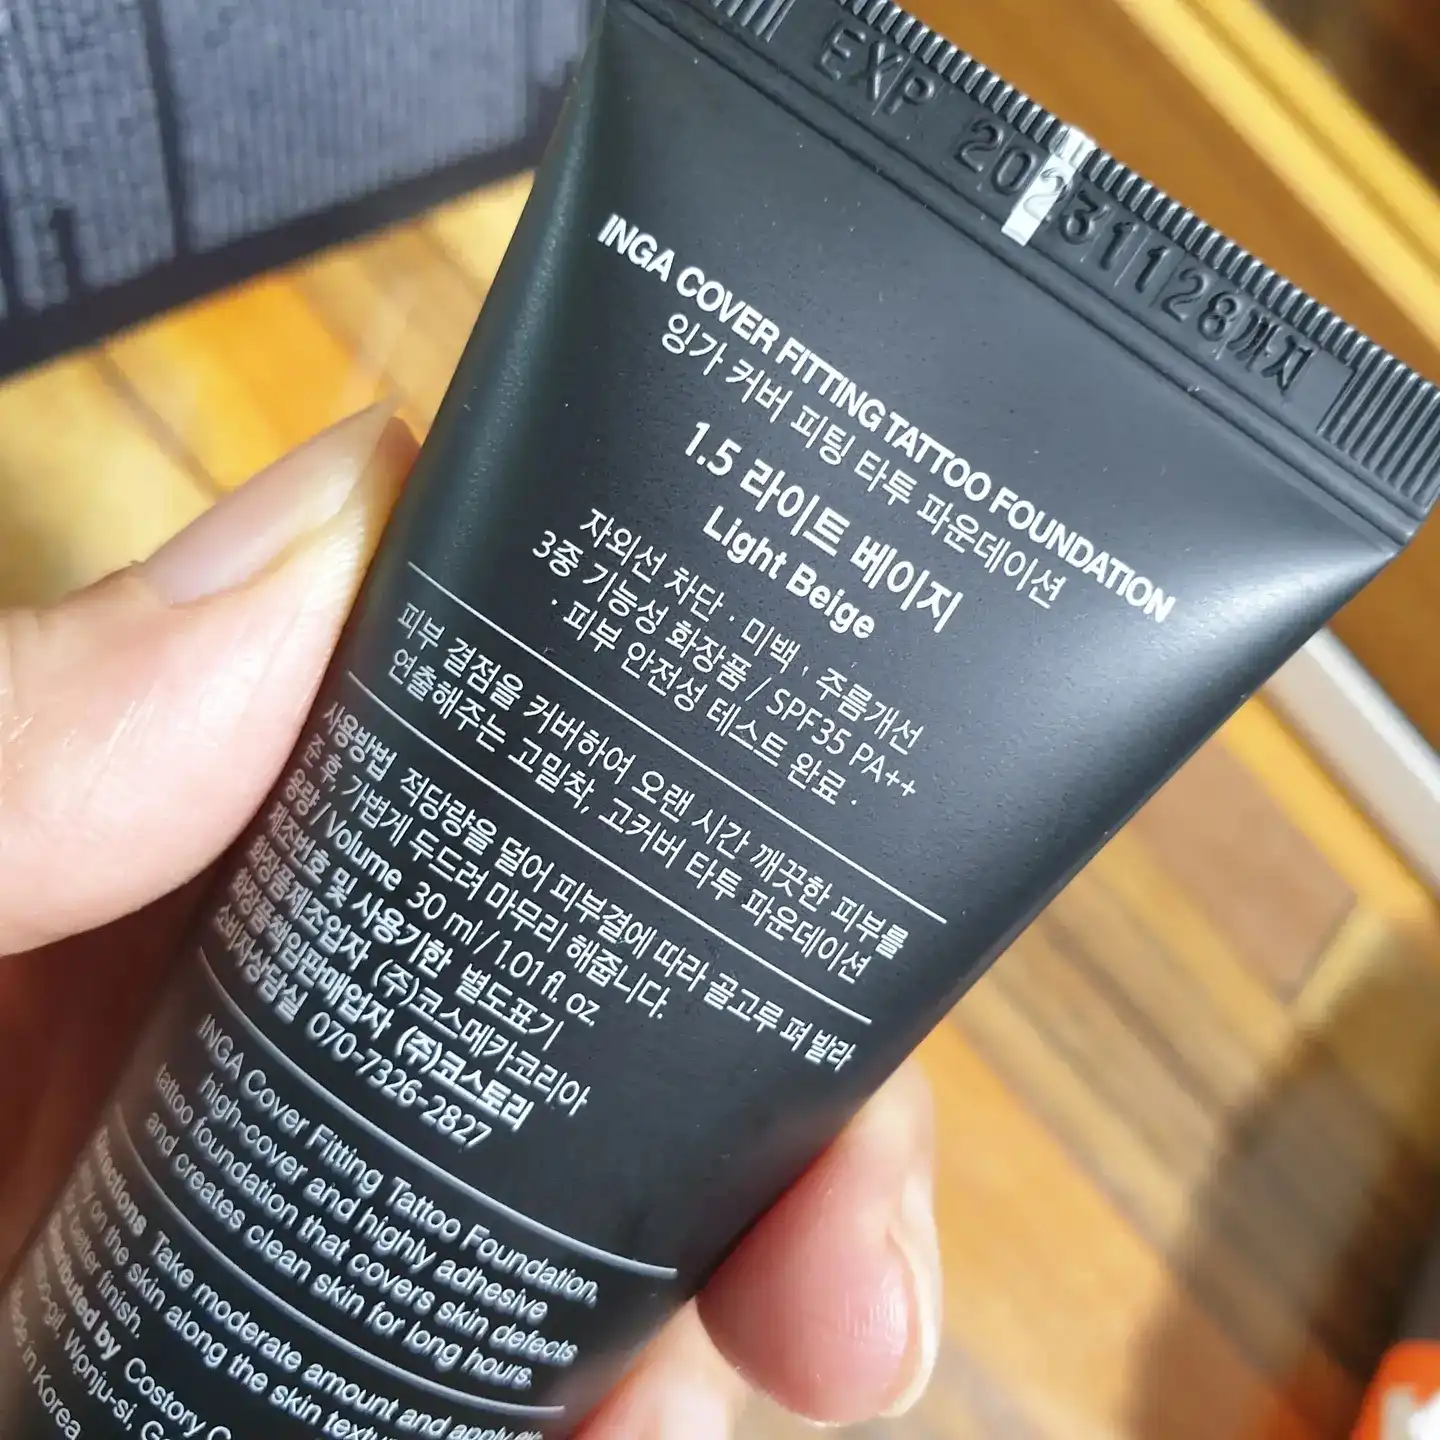 EXP 20231128까지
INGA COVER FITTING TATTOO FOUNDATION
잉가 커버 피팅 타투 파운데이션
1.5 라이트 베이지
Light Beige
자외선 차단 · 미백 · 주름개선
3중 기능성 화장품 / SPF35 PA++
· 피부 안전성 테스트 완료 ·
피부 결점을 커버하여 오랜 시간 깨끗한 피부를
연출해주는 고밀착, 고커버 타투 파운데이션
사용방법 적당량을 덜어 피부결에 따라 골고루 펴 발라
준 후, 가볍게 두드려 마무리 해줍니다.
용량 / Volume 30 ml / 1.01 fl. oz.
제조번호 및 사용기한 별도표기
화장품제조업자 (주)코스메카코리아
화장품책임판매업자 (주)코스토리
소비자상담실 070-7326-2827
INGA Cover Fitting Tattoo Foundation,
high-cover and highly adhesive
tattoo foundation that covers skin defects
and creates clean skin for long hours.
Directions Take moderate amount and apply
on the skin along the skin
better finish.
by Costory
Wonju-si,
in Korea